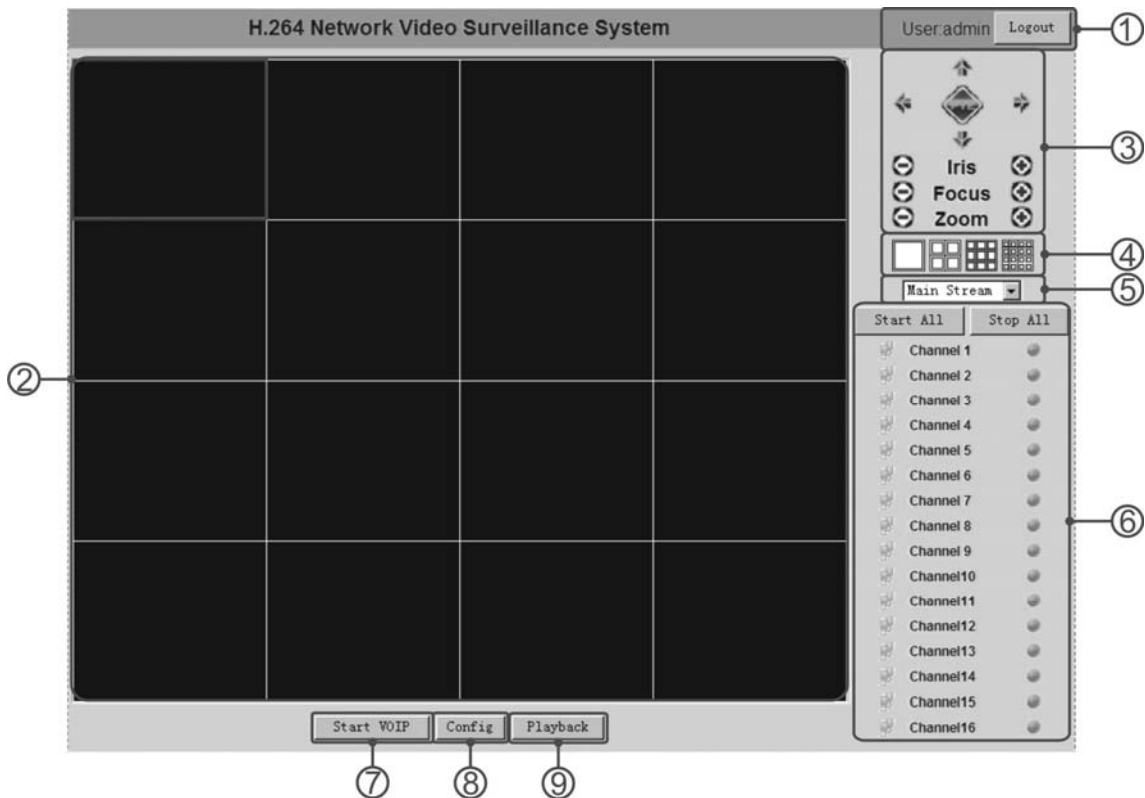 H.264 Network Video Surveillance System
User:admin Logout
①
②
③
Iris
Focus
Zoom
④
Main Stream
⑤
Start All Stop All
Channel 1
Channel 2
Channel 3
Channel 4
Channel 5
Channel 6
Channel 7
Channel 8
Channel 9
Channel10
Channel11
Channel12
Channel13
Channel14
Channel15
Channel16
⑥
Start VOIP Config Playback
⑦ ⑧ ⑨